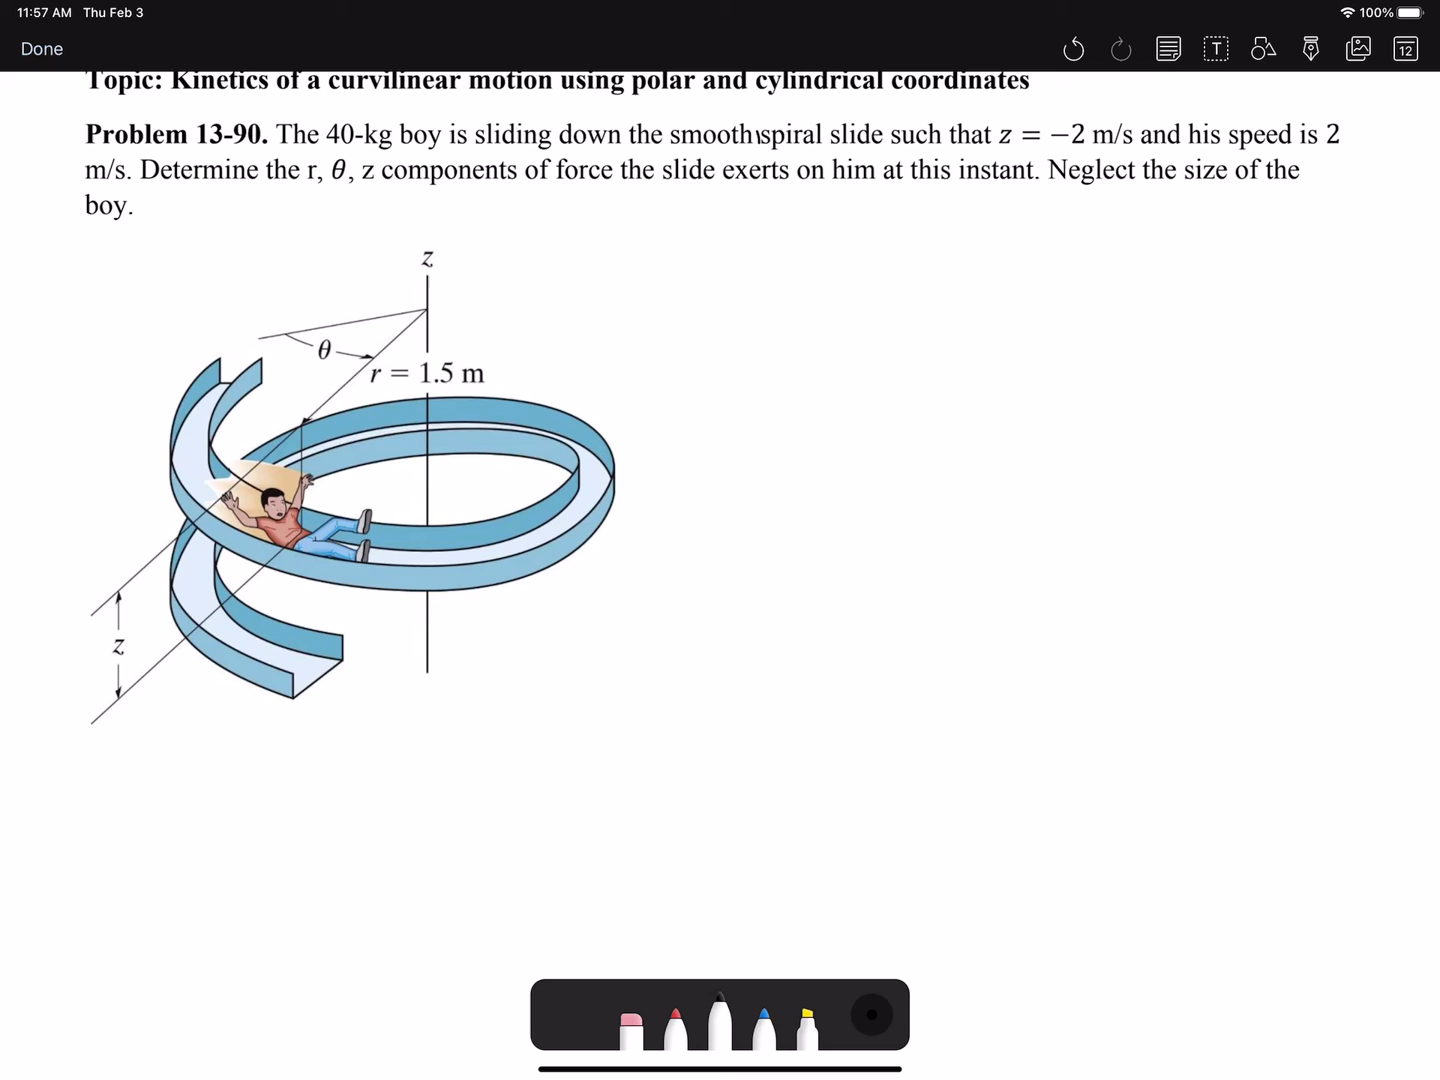 11:57 AM Thu Feb 3
100%
Done
T
12
Topic: Kinetics of a curvilinear motion using polar and cylindrical coordinates
Problem 13-90. The 40-kg boy is sliding down the smooth spiral slide such that z = −2 m/s and his speed is 2
m/s. Determine the r, θ, z components of force the slide exerts on him at this instant. Neglect the size of the
boy.
z
θ
r = 1.5 m
z